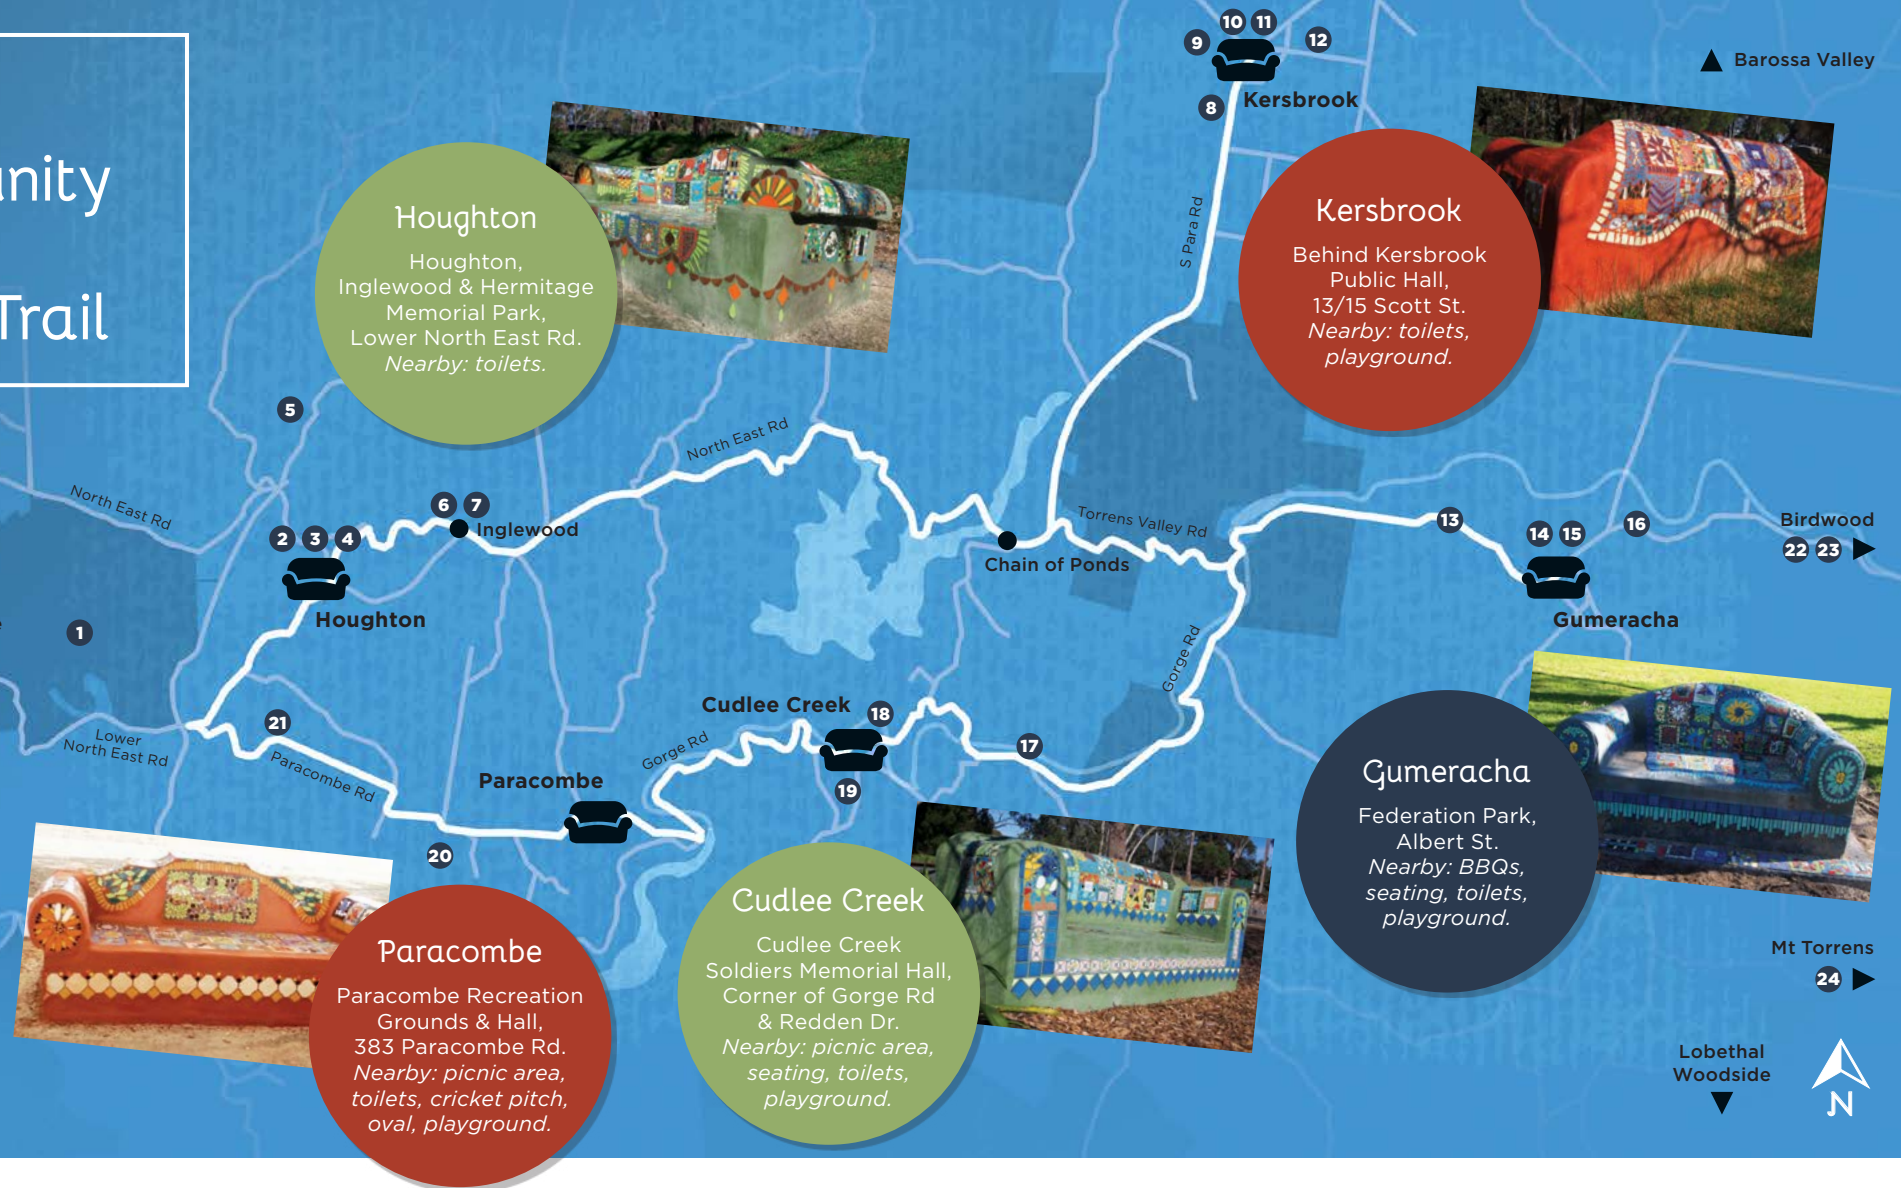 Trail
Barossa Valley
9
10
11
12
8
Kersbrook
S Para Rd
Houghton
Houghton,
Inglewood & Hermitage
Memorial Park,
Lower North East Rd.
Nearby: toilets.
Kersbrook
Behind Kersbrook
Public Hall,
13/15 Scott St.
Nearby: toilets,
playground.
5
North East Rd
North East Rd
6
7
Inglewood
2
3
4
Houghton
1
Chain of Ponds
Torrens Valley Rd
13
14
15
16
Gumeracha
Birdwood
22
23
Gorge Rd
Lower
North East Rd
21
Paracombe Rd
Paracombe
20
Gorge Rd
Cudlee Creek
18
19
17
Paracombe
Paracombe Recreation
Grounds & Hall,
383 Paracombe Rd.
Nearby: picnic area,
toilets, cricket pitch,
oval, playground.
Cudlee Creek
Cudlee Creek
Soldiers Memorial Hall,
Corner of Gorge Rd
& Redden Dr.
Nearby: picnic area,
seating, toilets,
playground.
Gumeracha
Federation Park,
Albert St.
Nearby: BBQs,
seating, toilets,
playground.
Mt Torrens
24
Lobethal
Woodside
N